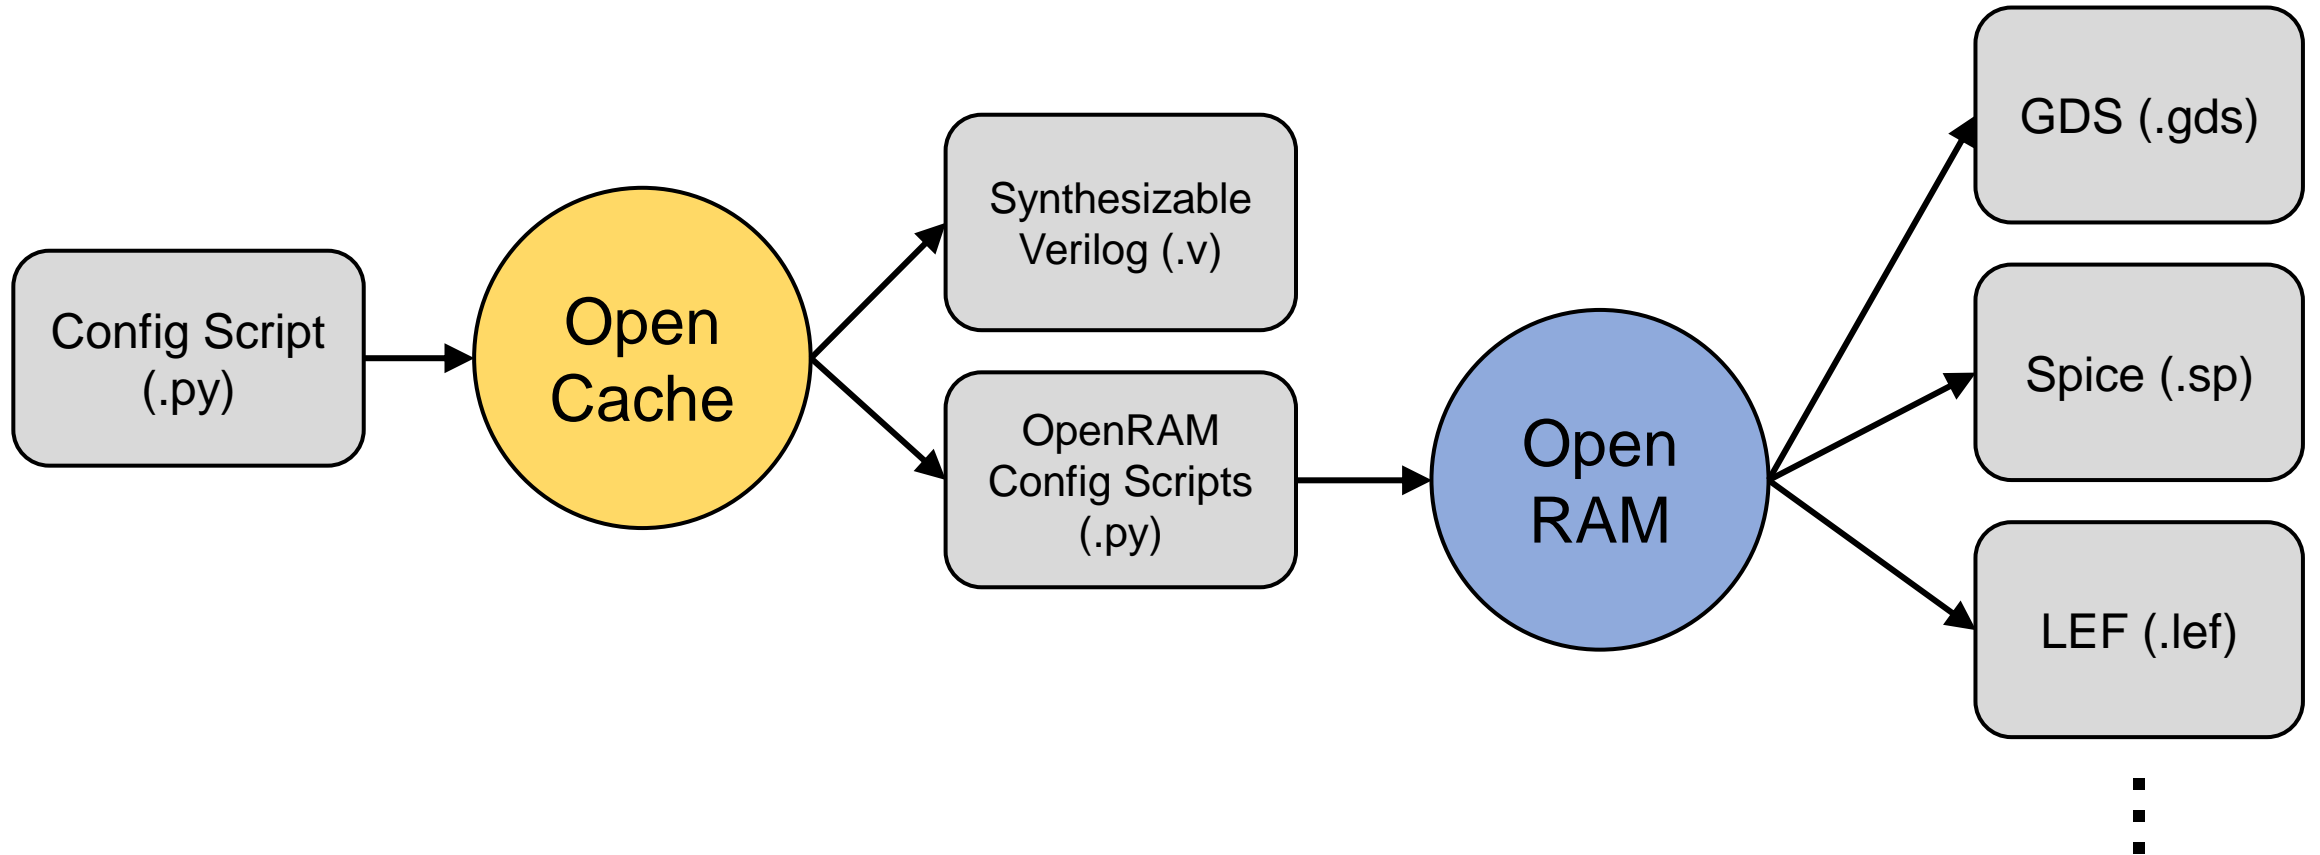 Config Script
(.py)
Open
Cache
Synthesizable
Verilog (.v)
OpenRAM
Config Scripts
(.py)
Open
RAM
GDS (.gds)
Spice (.sp)
LEF (.lef)